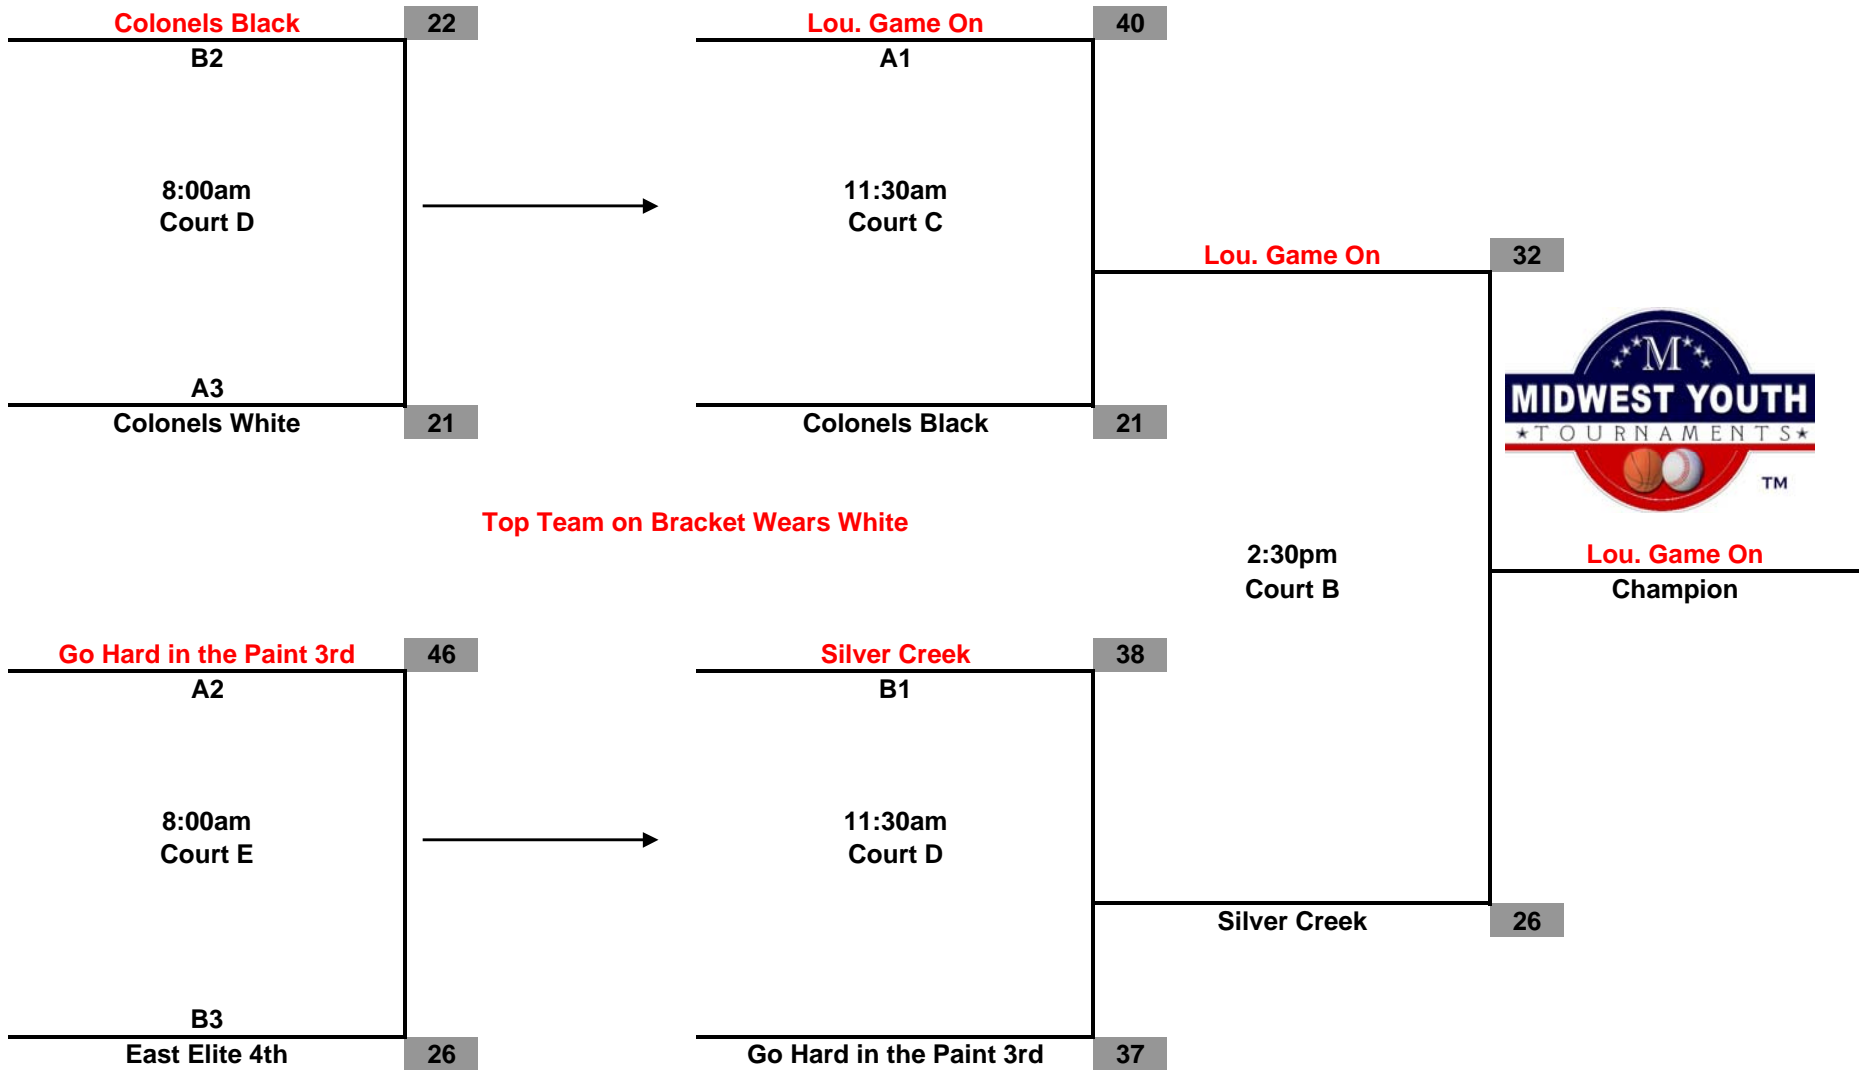 Colonels Black 22 Lou. Game On 40
B2 A1
8:00am 11:30am
Court D Court C
Lou. Game On 32
M
MIDWEST YOUTH
A3
Colonels White 21 Colonels Black 21
TOURNAMENTS
TM
Top Team on Bracket Wears White
2:30pm Lou. Game On
Court B Champion
Go Hard in the Paint 3rd 46 Silver Creek 38
A2 B1
8:00am 11:30am
Court E Court D
Silver Creek 26
B3
East Elite 4th 26 Go Hard in the Paint 3rd 37